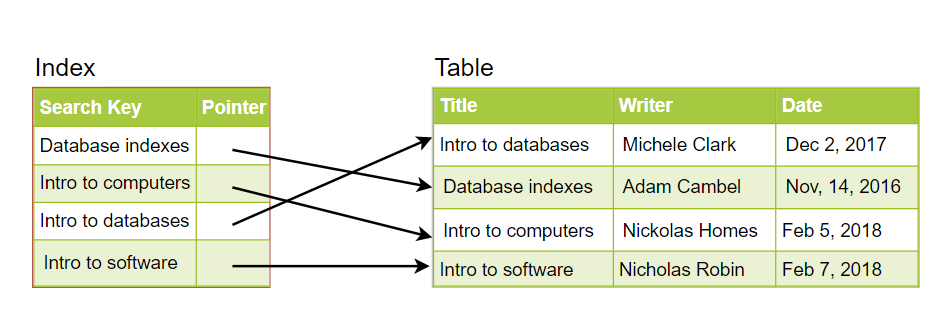 Index
Search Key Pointer
Database indexes
Intro to computers
Intro to databases
Intro to software
Table
Title Writer Date
Intro to databases Michele Clark Dec 2, 2017
Database indexes Adam Cambel Nov, 14, 2016
Intro to computers Nickolas Homes Feb 5, 2018
Intro to software Nicholas Robin Feb 7, 2018